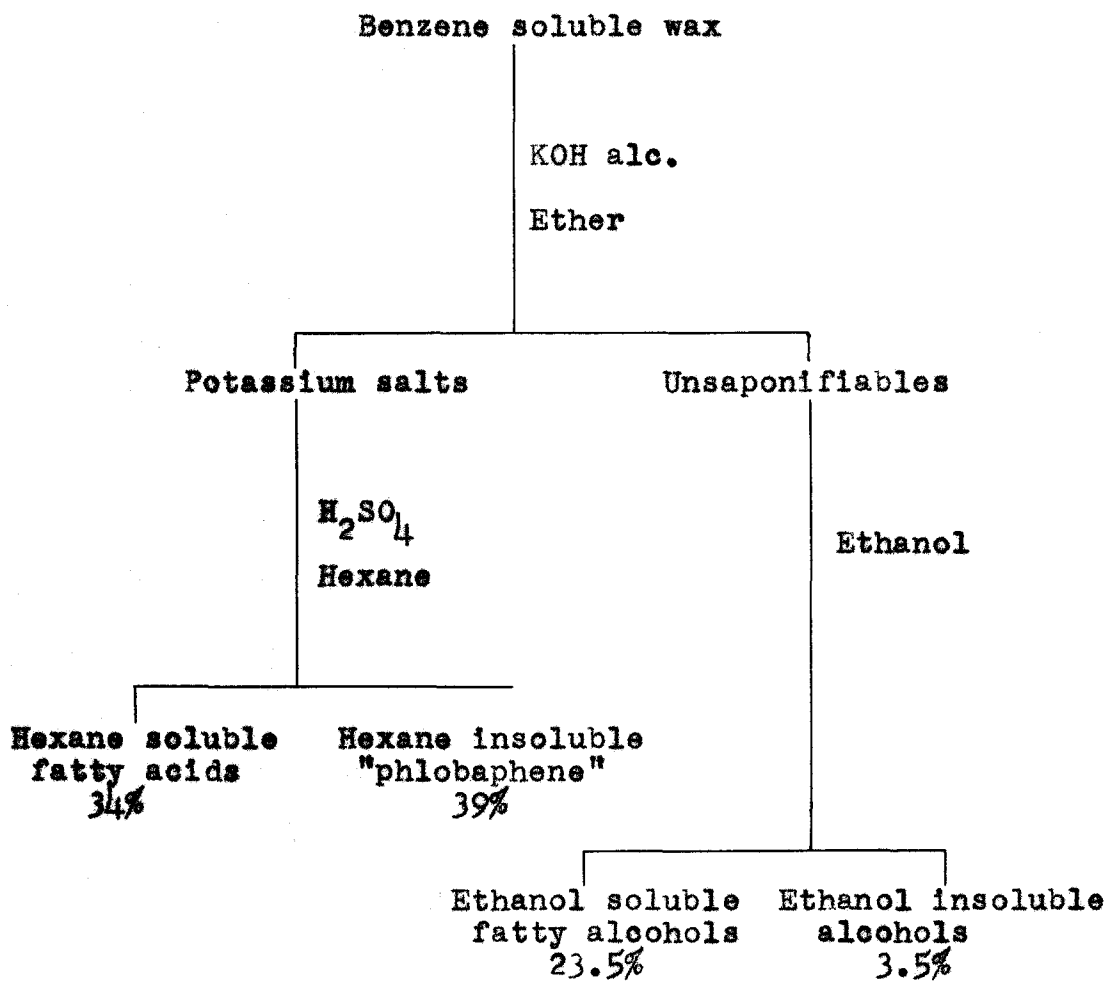 Benzene soluble wax
KOH alc.
Ether
Potassium salts
Unsaponifiables
H2SO4
Hexane
Ethanol
Hexane soluble
fatty acids
34%
Hexane insoluble
"phlobaphene"
39%
Ethanol soluble
fatty alcohols
23.5%
Ethanol insoluble
alcohols
3.5%